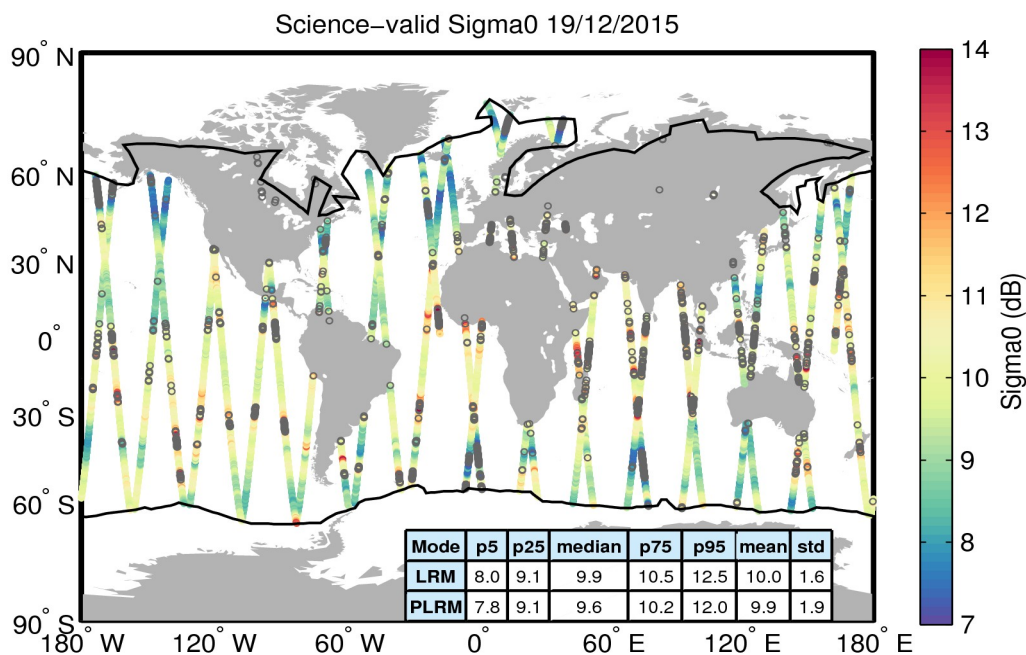 Science−valid Sigma0 19/12/2015
90° N
60° N
30° N
0°
30° S
60° S
90° S
180° W
120° W
60° W
0°
60° E
120° E
180° E
14
13
12
11
10
9
8
7
Sigma0 (dB)
Mode p5 p25 median p75 p95 mean std
LRM 8.0 9.1 9.9 10.5 12.5 10.0 1.6
PLRM 7.8 9.1 9.6 10.2 12.0 9.9 1.9